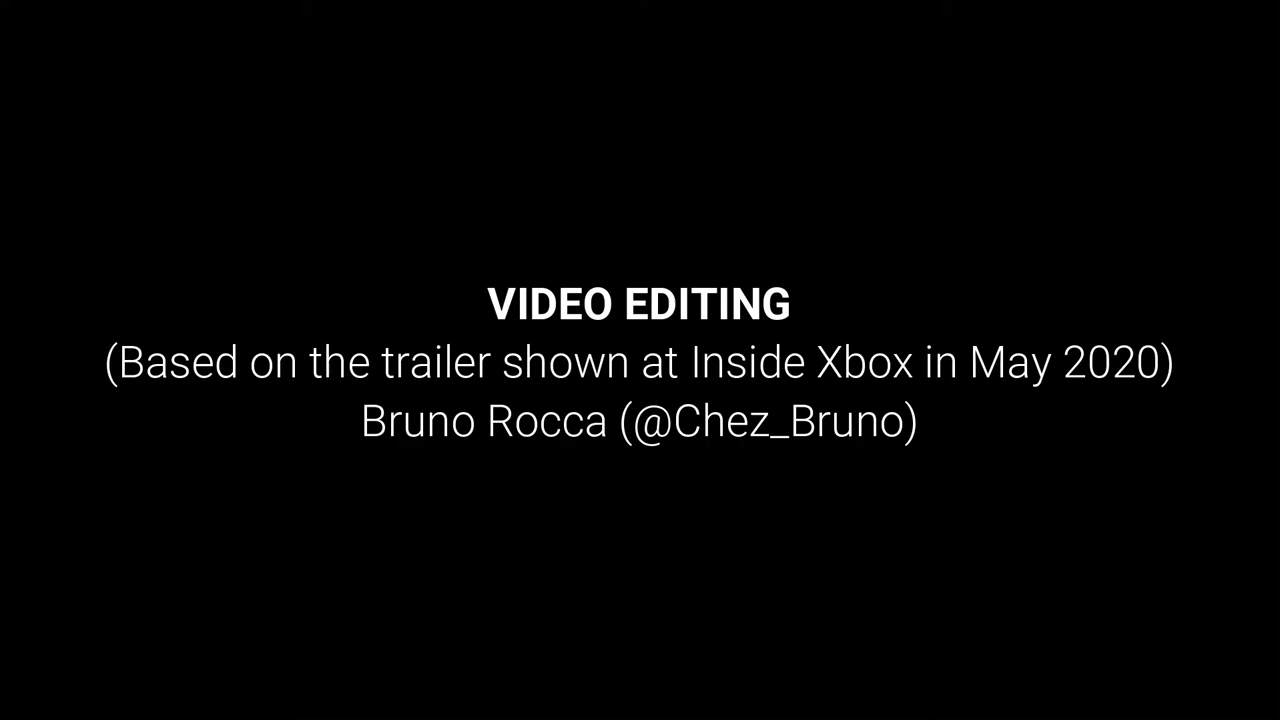 VIDEO EDITING
(Based on the trailer shown at Inside Xbox in May 2020)
Bruno Rocca (@Chez_Bruno)